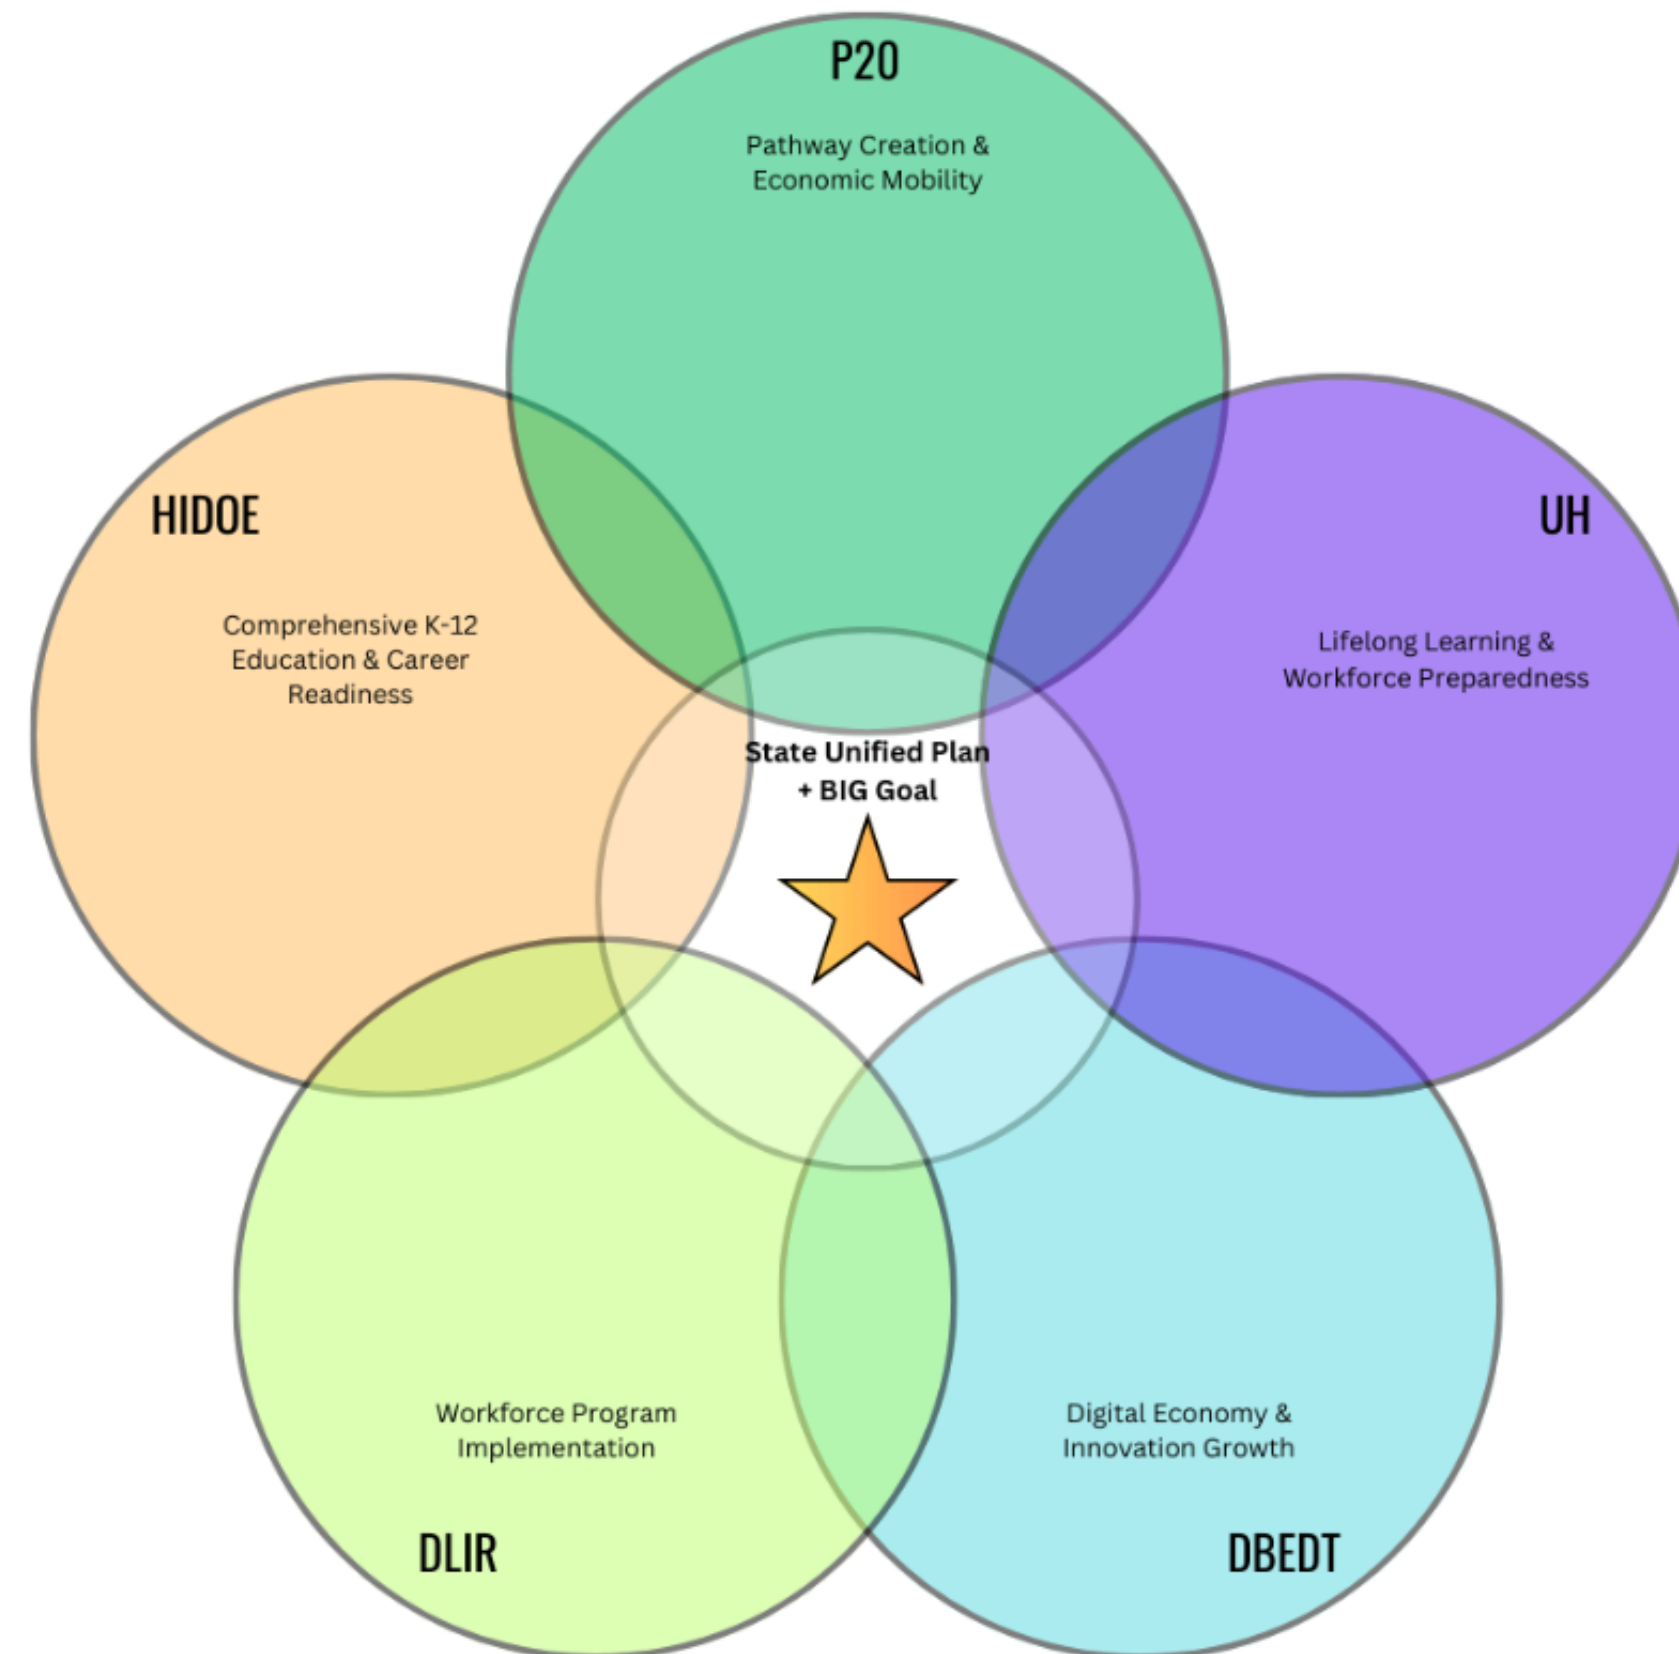 P20
Pathway Creation &
Economic Mobility
HIDOE
Comprehensive K-12
Education & Career
Readiness
UH
Lifelong Learning &
Workforce Preparedness
State Unified Plan
+ BIG Goal
Workforce Program
Implementation
DLIR
Digital Economy &
Innovation Growth
DBEDT